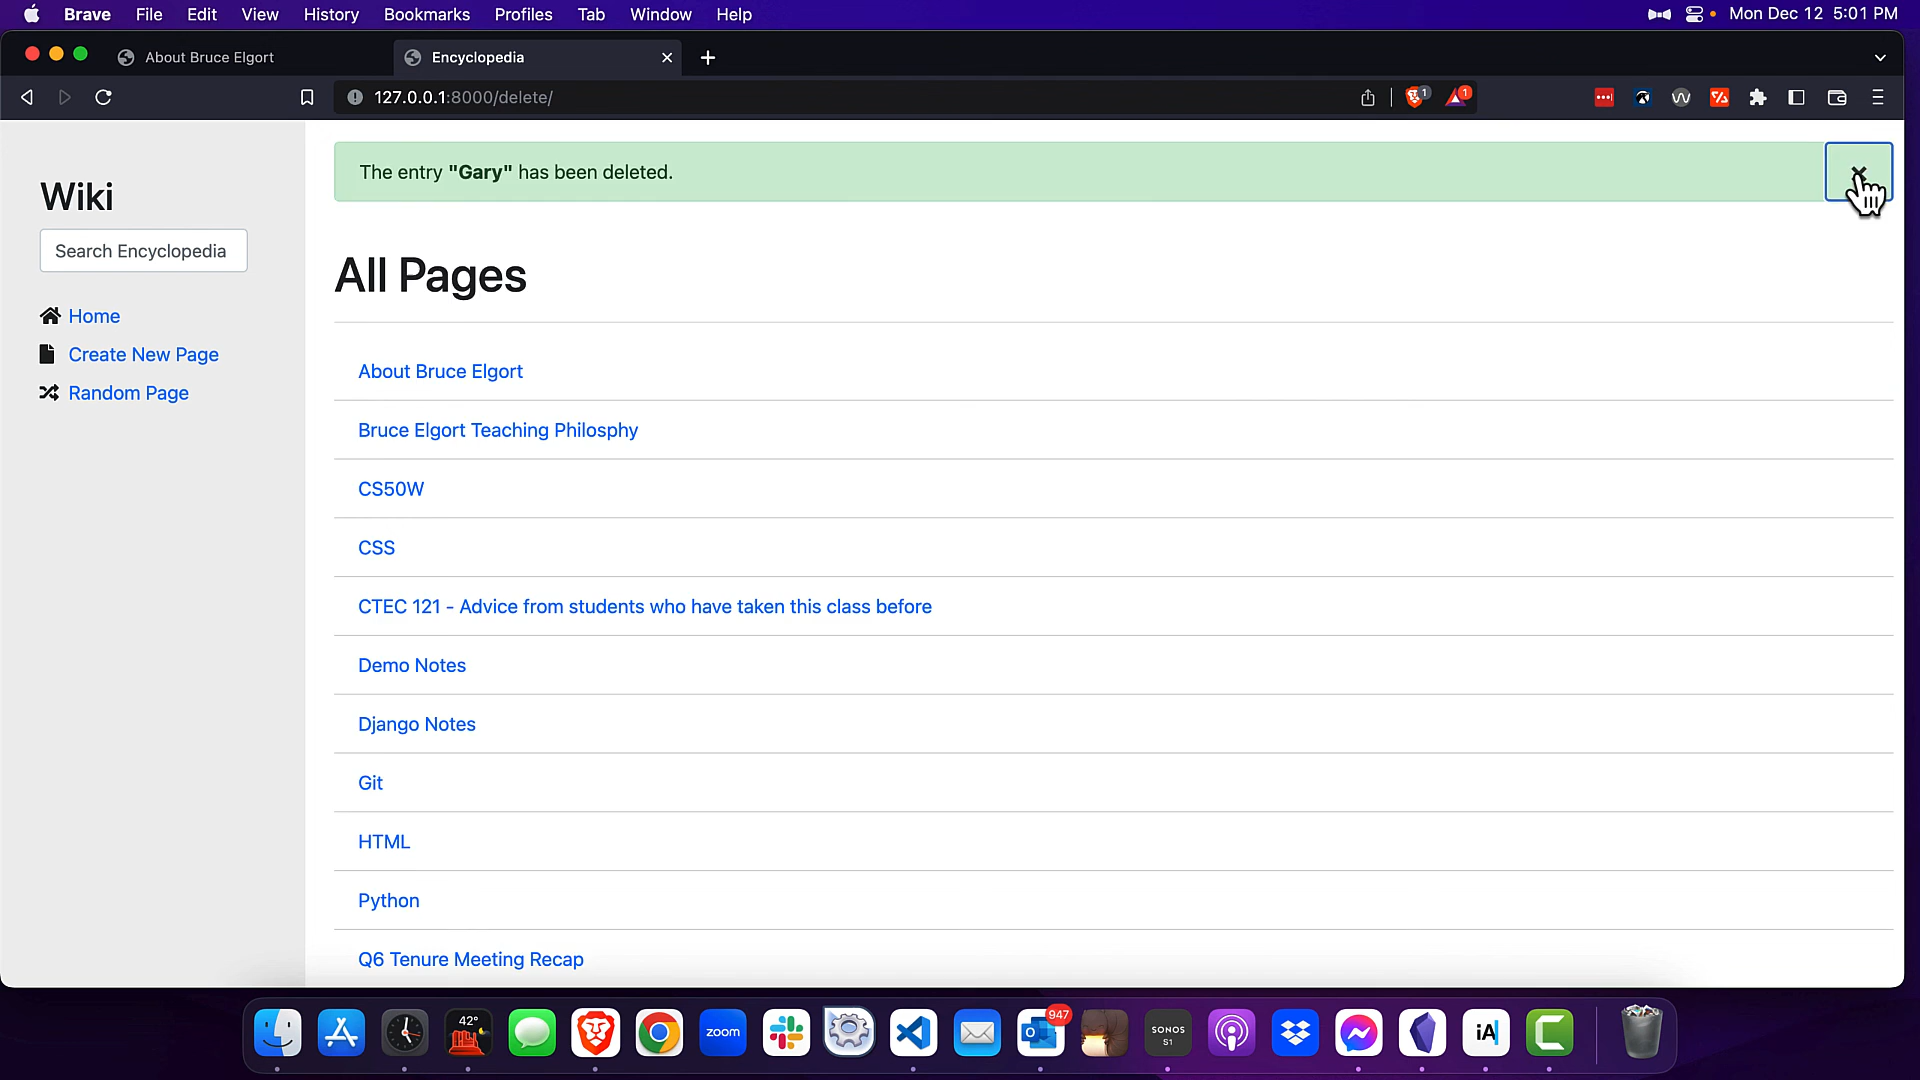 Brave File Edit View History Bookmarks Profiles Tab Window Help
Mon Dec 12 5:01 PM
About Bruce Elgort
Encyclopedia
127.0.0.1:8000/delete/
1
1
The entry "Gary" has been deleted.
Wiki
Search Encyclopedia
Home
Create New Page
Random Page
All Pages
About Bruce Elgort
Bruce Elgort Teaching Philosphy
CS50W
CSS
CTEC 121 - Advice from students who have taken this class before
Demo Notes
Django Notes
Git
HTML
Python
Q6 Tenure Meeting Recap
42°
zoom
947
SONOS
S1
iA